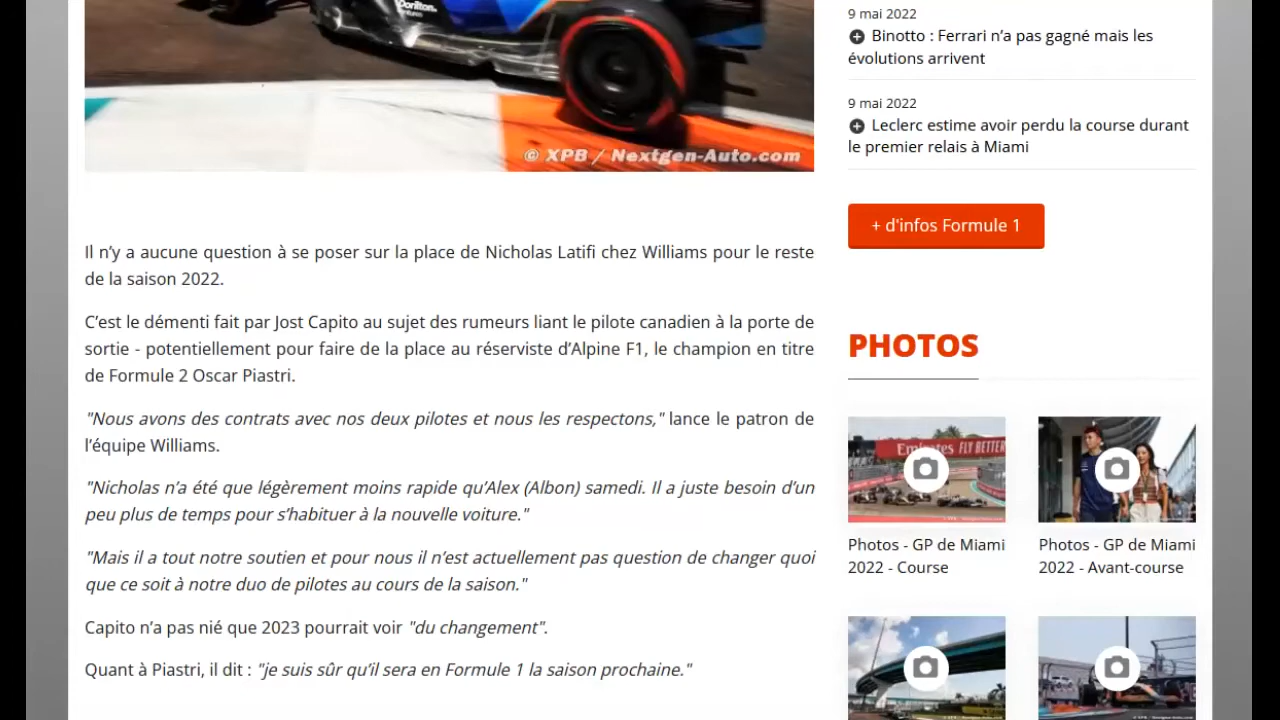 Dorilton
Ventures
© XPB / Nextgen-Auto.com
Il n’y a aucune question à se poser sur la place de Nicholas Latifi chez Williams pour le reste
de la saison 2022.
C’est le démenti fait par Jost Capito au sujet des rumeurs liant le pilote canadien à la porte de
sortie - potentiellement pour faire de la place au réserviste d’Alpine F1, le champion en titre
de Formule 2 Oscar Piastri.
"Nous avons des contrats avec nos deux pilotes et nous les respectons," lance le patron de
l’équipe Williams.
"Nicholas n’a été que légèrement moins rapide qu’Alex (Albon) samedi. Il a juste besoin d’un
peu plus de temps pour s’habituer à la nouvelle voiture."
"Mais il a tout notre soutien et pour nous il n’est actuellement pas question de changer quoi
que ce soit à notre duo de pilotes au cours de la saison."
Capito n’a pas nié que 2023 pourrait voir "du changement".
Quant à Piastri, il dit : "je suis sûr qu’il sera en Formule 1 la saison prochaine."
9 mai 2022
Binotto : Ferrari n’a pas gagné mais les
évolutions arrivent
9 mai 2022
Leclerc estime avoir perdu la course durant
le premier relais à Miami
+ d'infos Formule 1
PHOTOS
Emirates FLY BETTER
Photos - GP de Miami
2022 - Course
Photos - GP de Miami
2022 - Avant-course